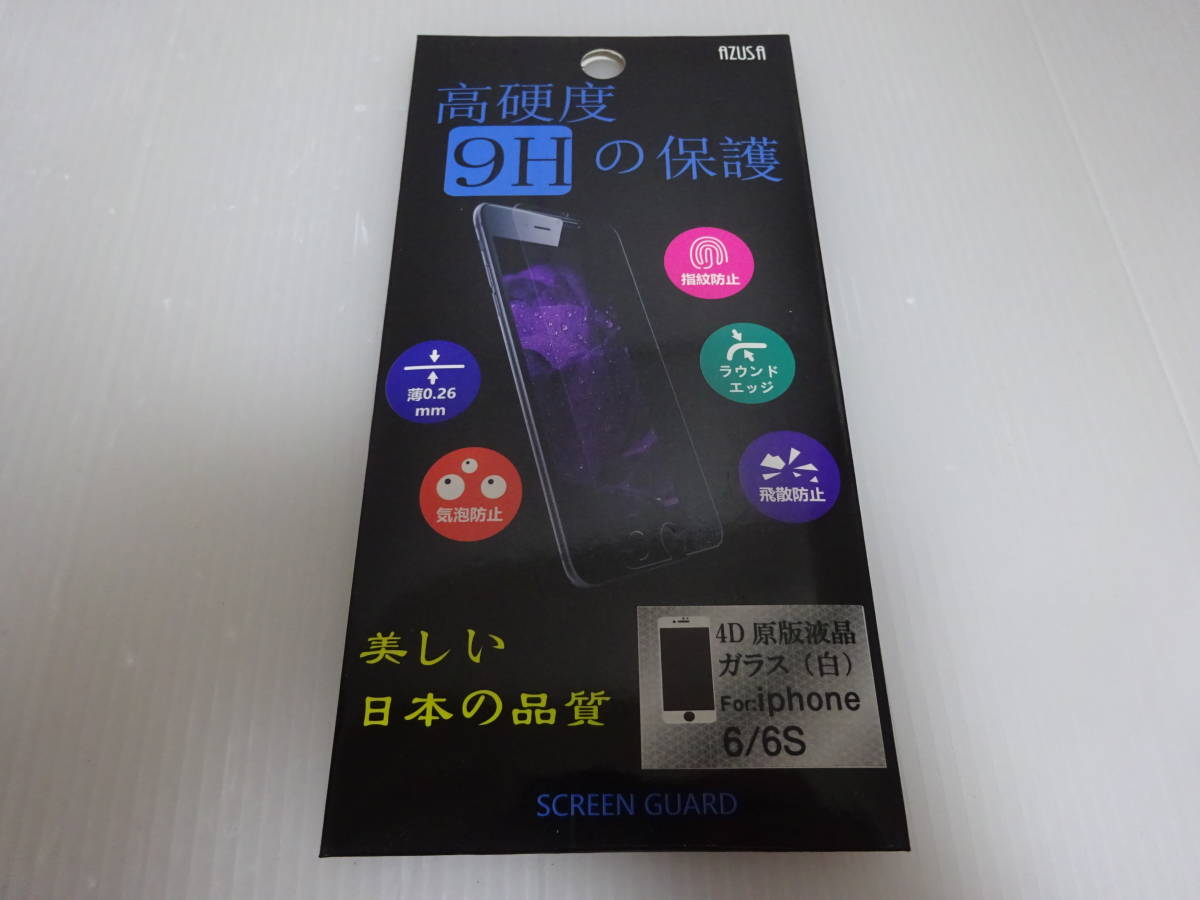 AZUSA
高硬度
9Hの保護
指紋防止
ラウンド
エッジ
薄0.26
mm
飛散防止
気泡防止
美しい
日本の品質
4D 原版液晶
ガラス（白）
For:iphone
6/6S
SCREEN GUARD